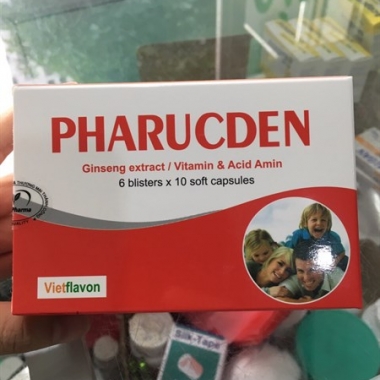 PHARUCDEN
Ginseng extract / Vitamin & Acid Amin
6 blisters x 10 soft capsules
Vietflavon
Silk-Tape